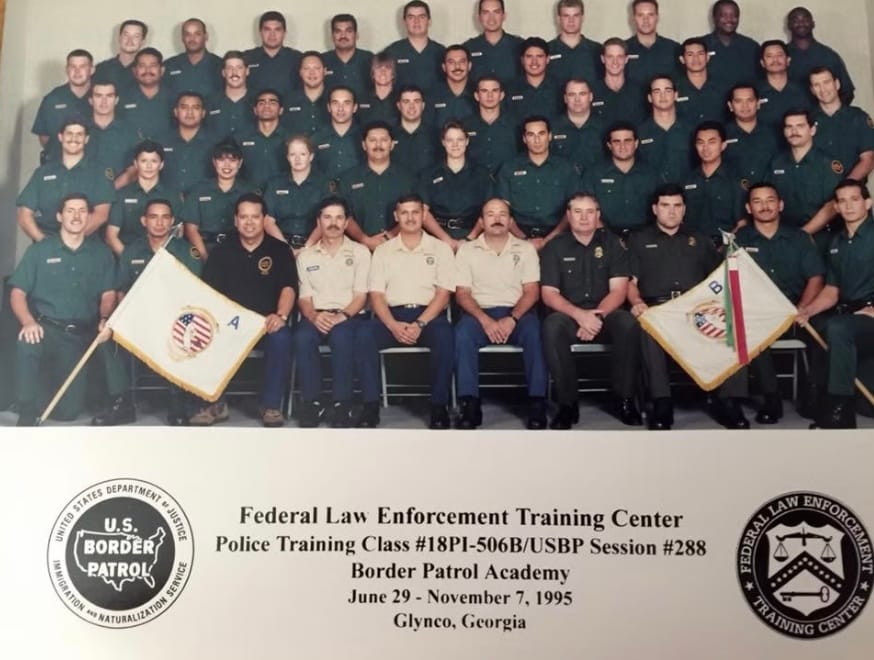 A
B
UNITED STATES DEPARTMENT of JUSTICE
U.S.
BORDER
PATROL
IMMIGRATION and NATURALIZATION SERVICE
Federal Law Enforcement Training Center
Police Training Class #18PI-506B/USBP Session #288
Border Patrol Academy
June 29 - November 7, 1995
Glynco, Georgia
FEDERAL LAW ENFORCEMENT
TRAINING CENTER